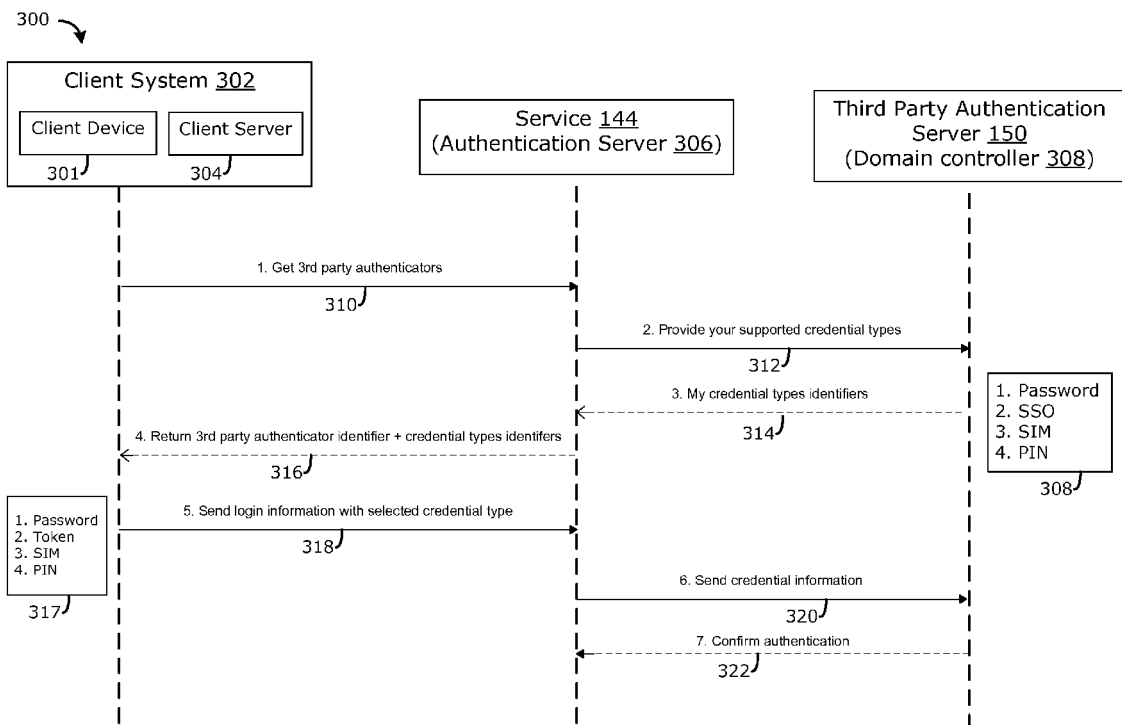 300
Client System 302
Client Device
Client Server
301
304
Service 144
(Authentication Server 306)
Third Party Authentication
Server 150
(Domain controller 308)
1. Get 3rd party authenticators
310
2. Provide your supported credential types
312
3. My credential types identifiers
314
1. Password
2. SSO
3. SIM
4. PIN
308
4. Return 3rd party authenticator identifier + credential types identifers
316
1. Password
2. Token
3. SIM
4. PIN
317
5. Send login information with selected credential type
318
6. Send credential information
320
7. Confirm authentication
322